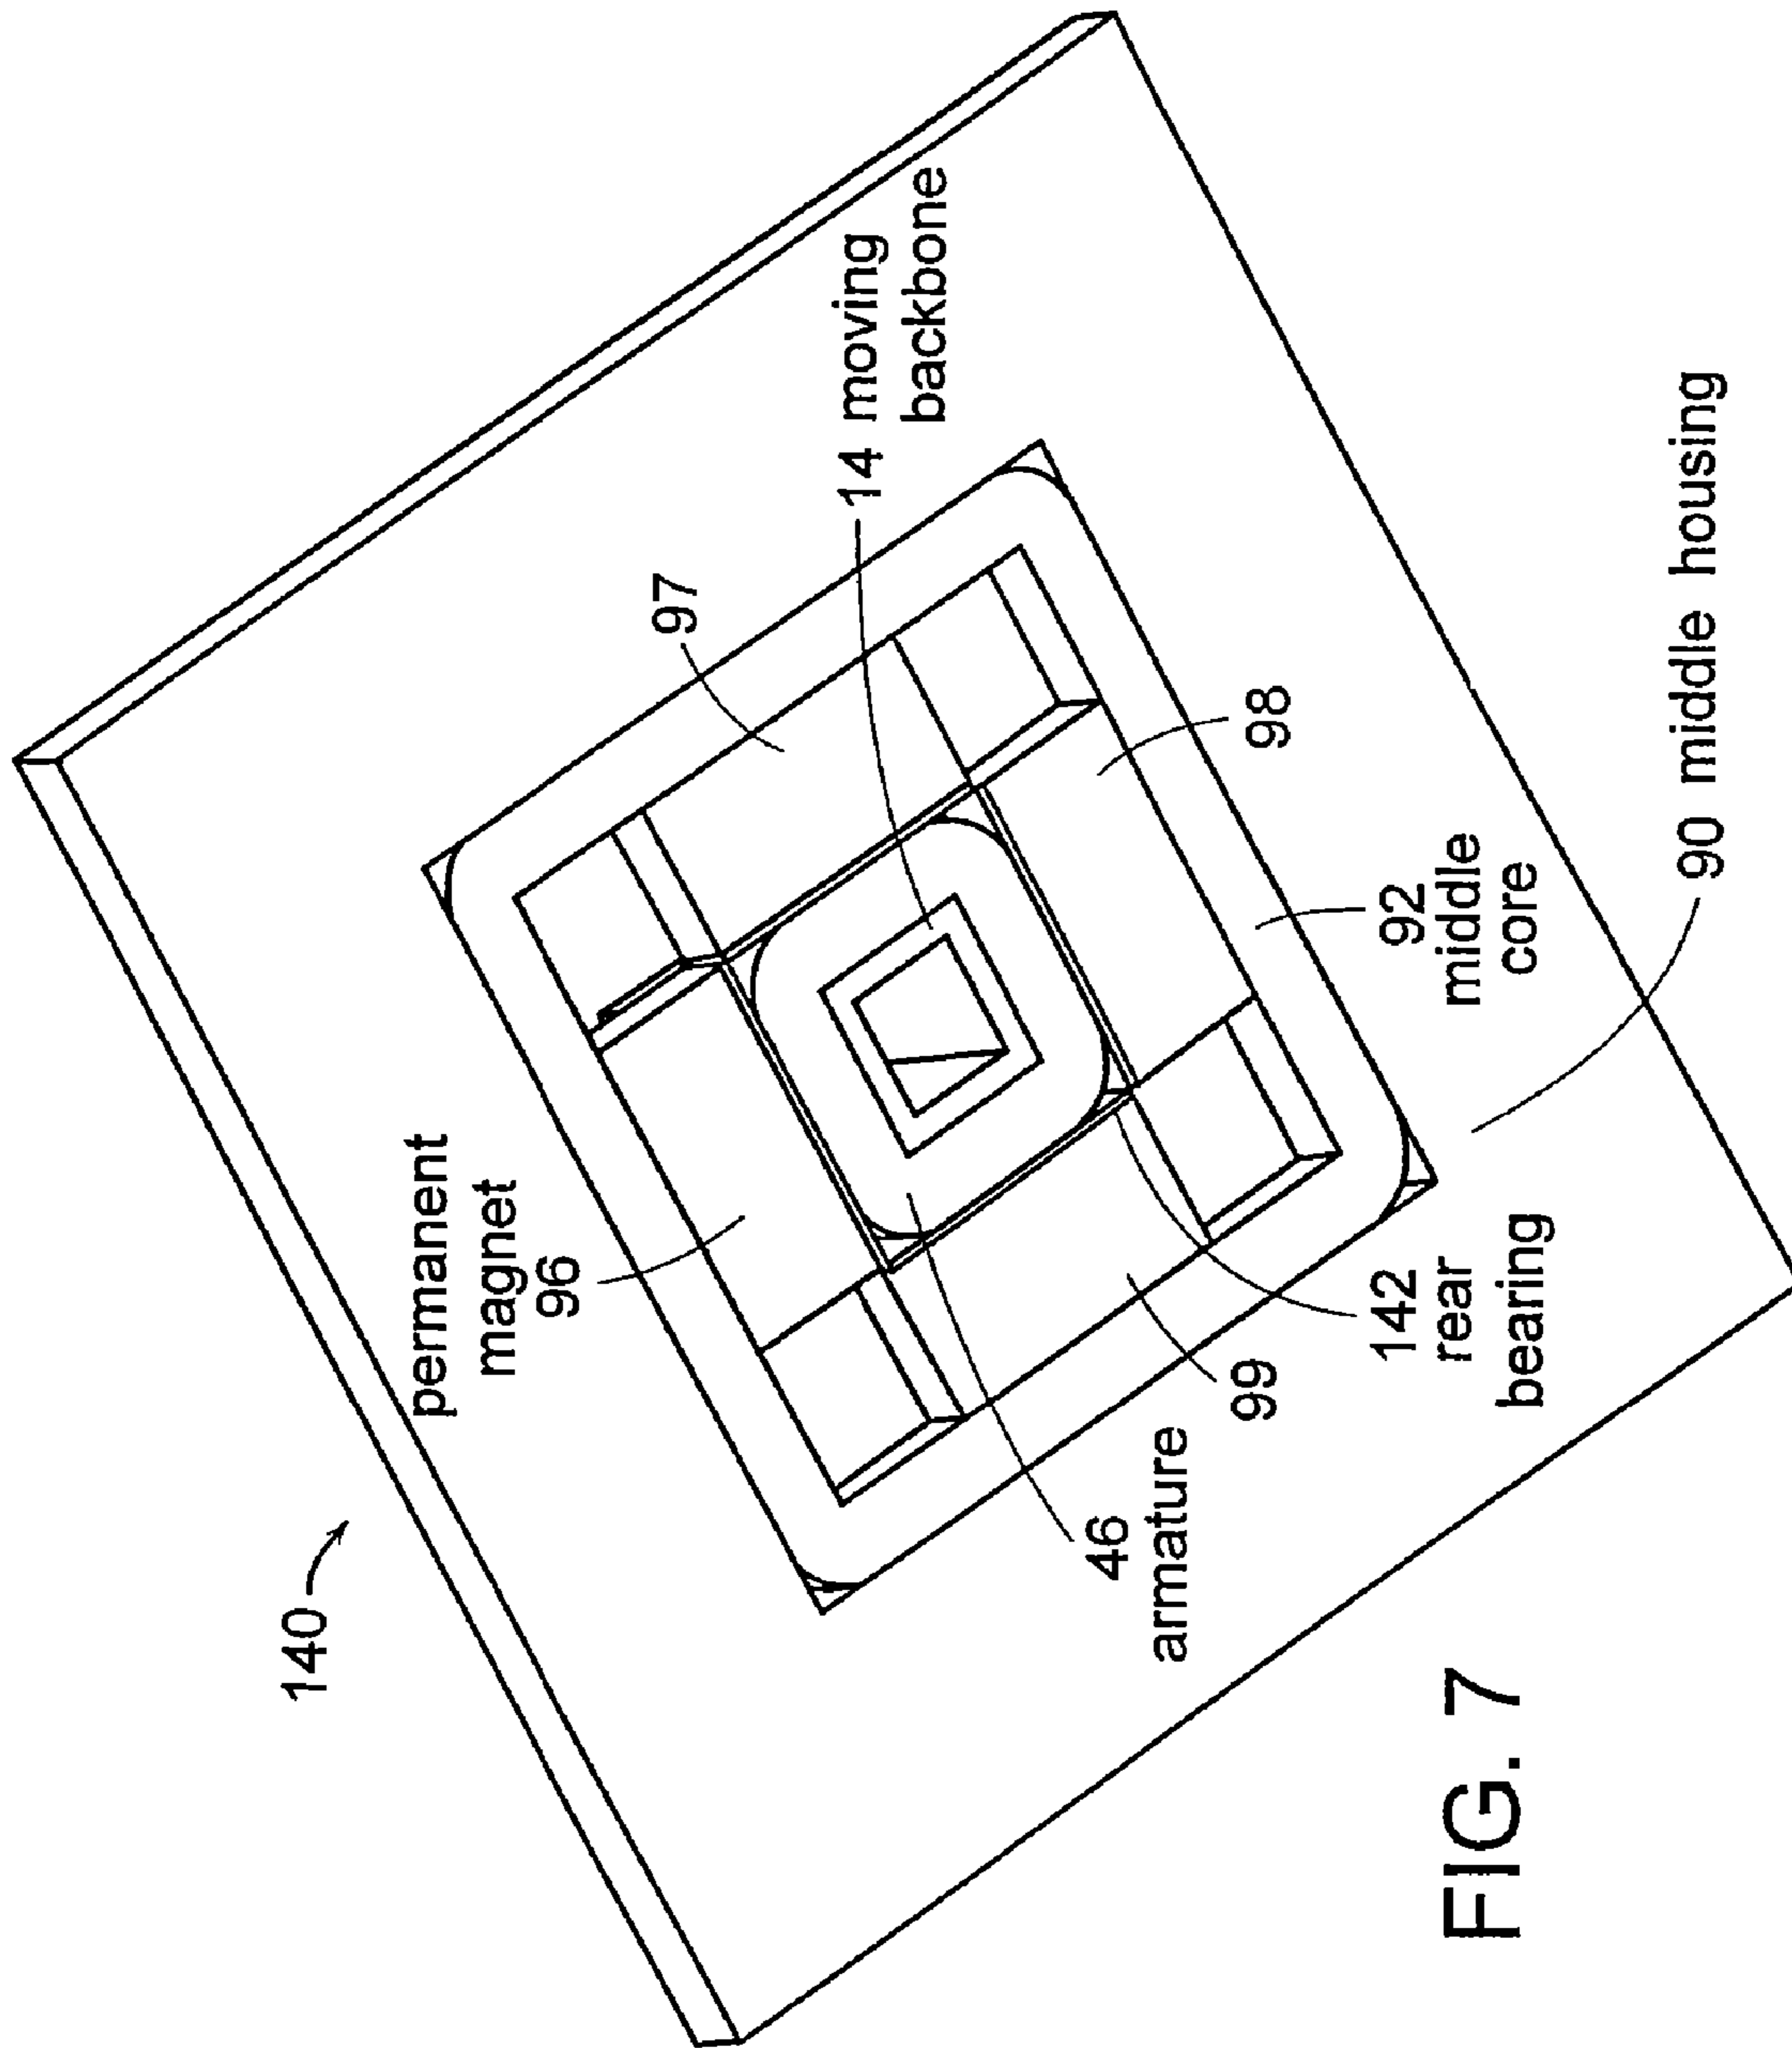 140
permanent
magnet
96
97
14 moving
backbone
46
armature
99
98
142
rear
bearing
92
middle
core
90 middle housing
FIG. 7